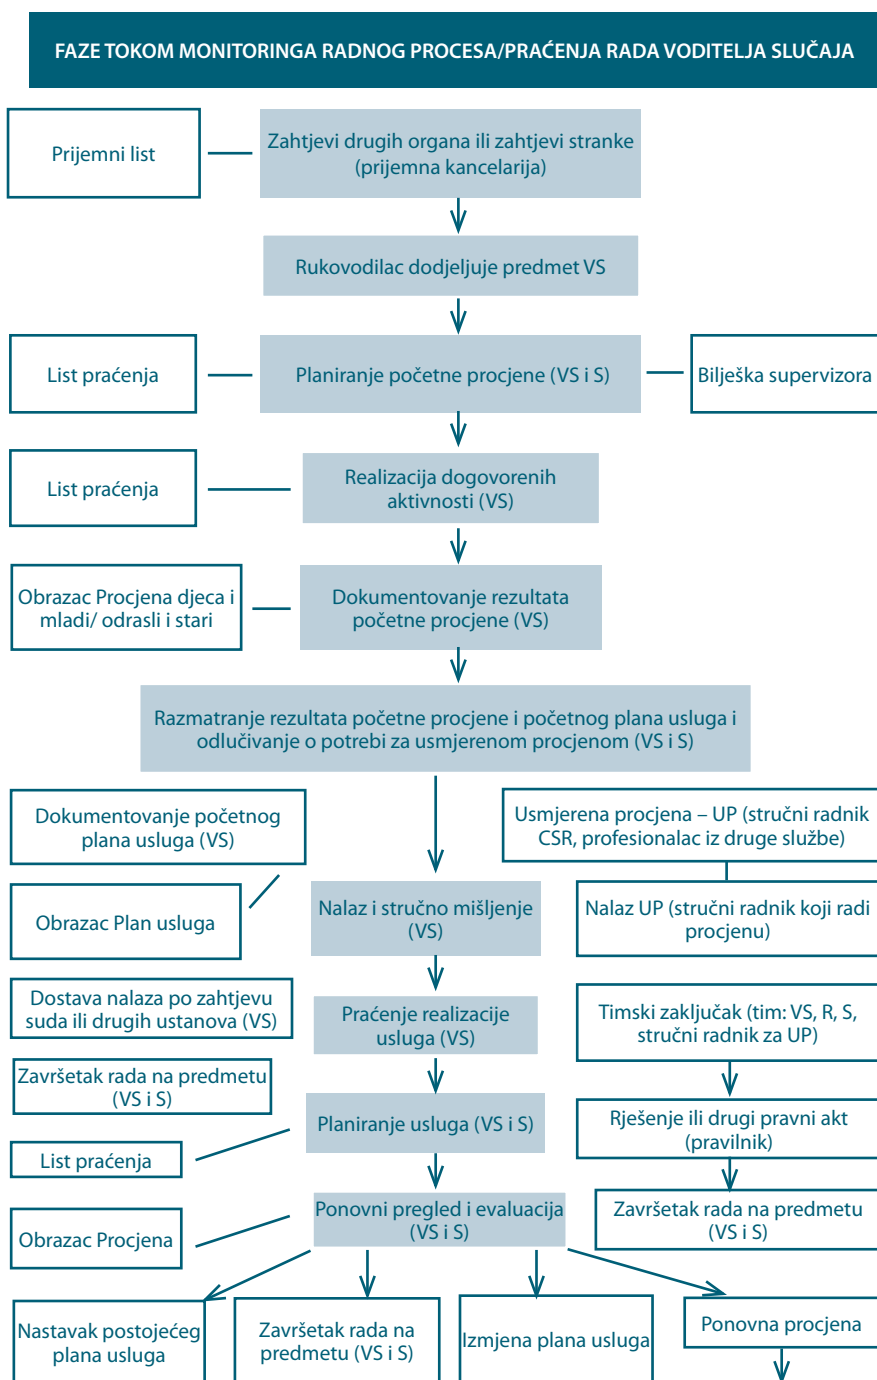 FAZE TOKOM MONITORINGA RADNOG PROCESA/PRAĆENJA RADA VODITELJA SLUČAJA
Prijemni list
Zahtjevi drugih organa ili zahtjevi stranke
(prijemna kancelarija)
Rukovodilac dodjeljuje predmet VS
List praćenja
Planiranje početne procjene (VS i S)
Bilješka supervizora
List praćenja
Realizacija dogovorenih
aktivnosti (VS)
Obrazac Procjena djeca i
mladi/ odrasli i stari
Dokumentovanje rezultata
početne procjene (VS)
Razmatranje rezultata početne procjene i početnog plana usluga i
odlučivanje o potrebi za usmjerenom procjenom (VS i S)
Dokumentovanje početnog
plana usluga (VS)
Usmjerena procjena – UP (stručni radnik
CSR, profesionalac iz druge službe)
Obrazac Plan usluga
Nalaz i stručno mišljenje
(VS)
Nalaz UP (stručni radnik koji radi
procjenu)
Dostava nalaza po zahtjevu
suda ili drugih ustanova (VS)
Praćenje realizacije
usluga (VS)
Timski zaključak (tim: VS, R, S,
stručni radnik za UP)
Završetak rada na predmetu
(VS i S)
Planiranje usluga (VS i S)
Rješenje ili drugi pravni akt
(pravilnik)
List praćenja
Obrazac Procjena
Ponovni pregled i evaluacija
(VS i S)
Završetak rada na predmetu
(VS i S)
Nastavak postojećeg
plana usluga
Završetak rada na
predmetu (VS i S)
Izmjena plana usluga
Ponovna procjena